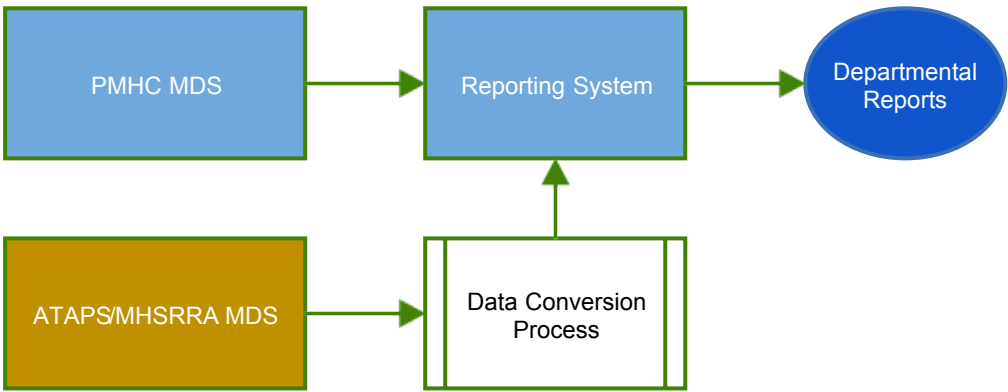 PMHC MDS
Reporting System
Departmental
Reports
ATAPS/MHSRRA MDS
Data Conversion
Process